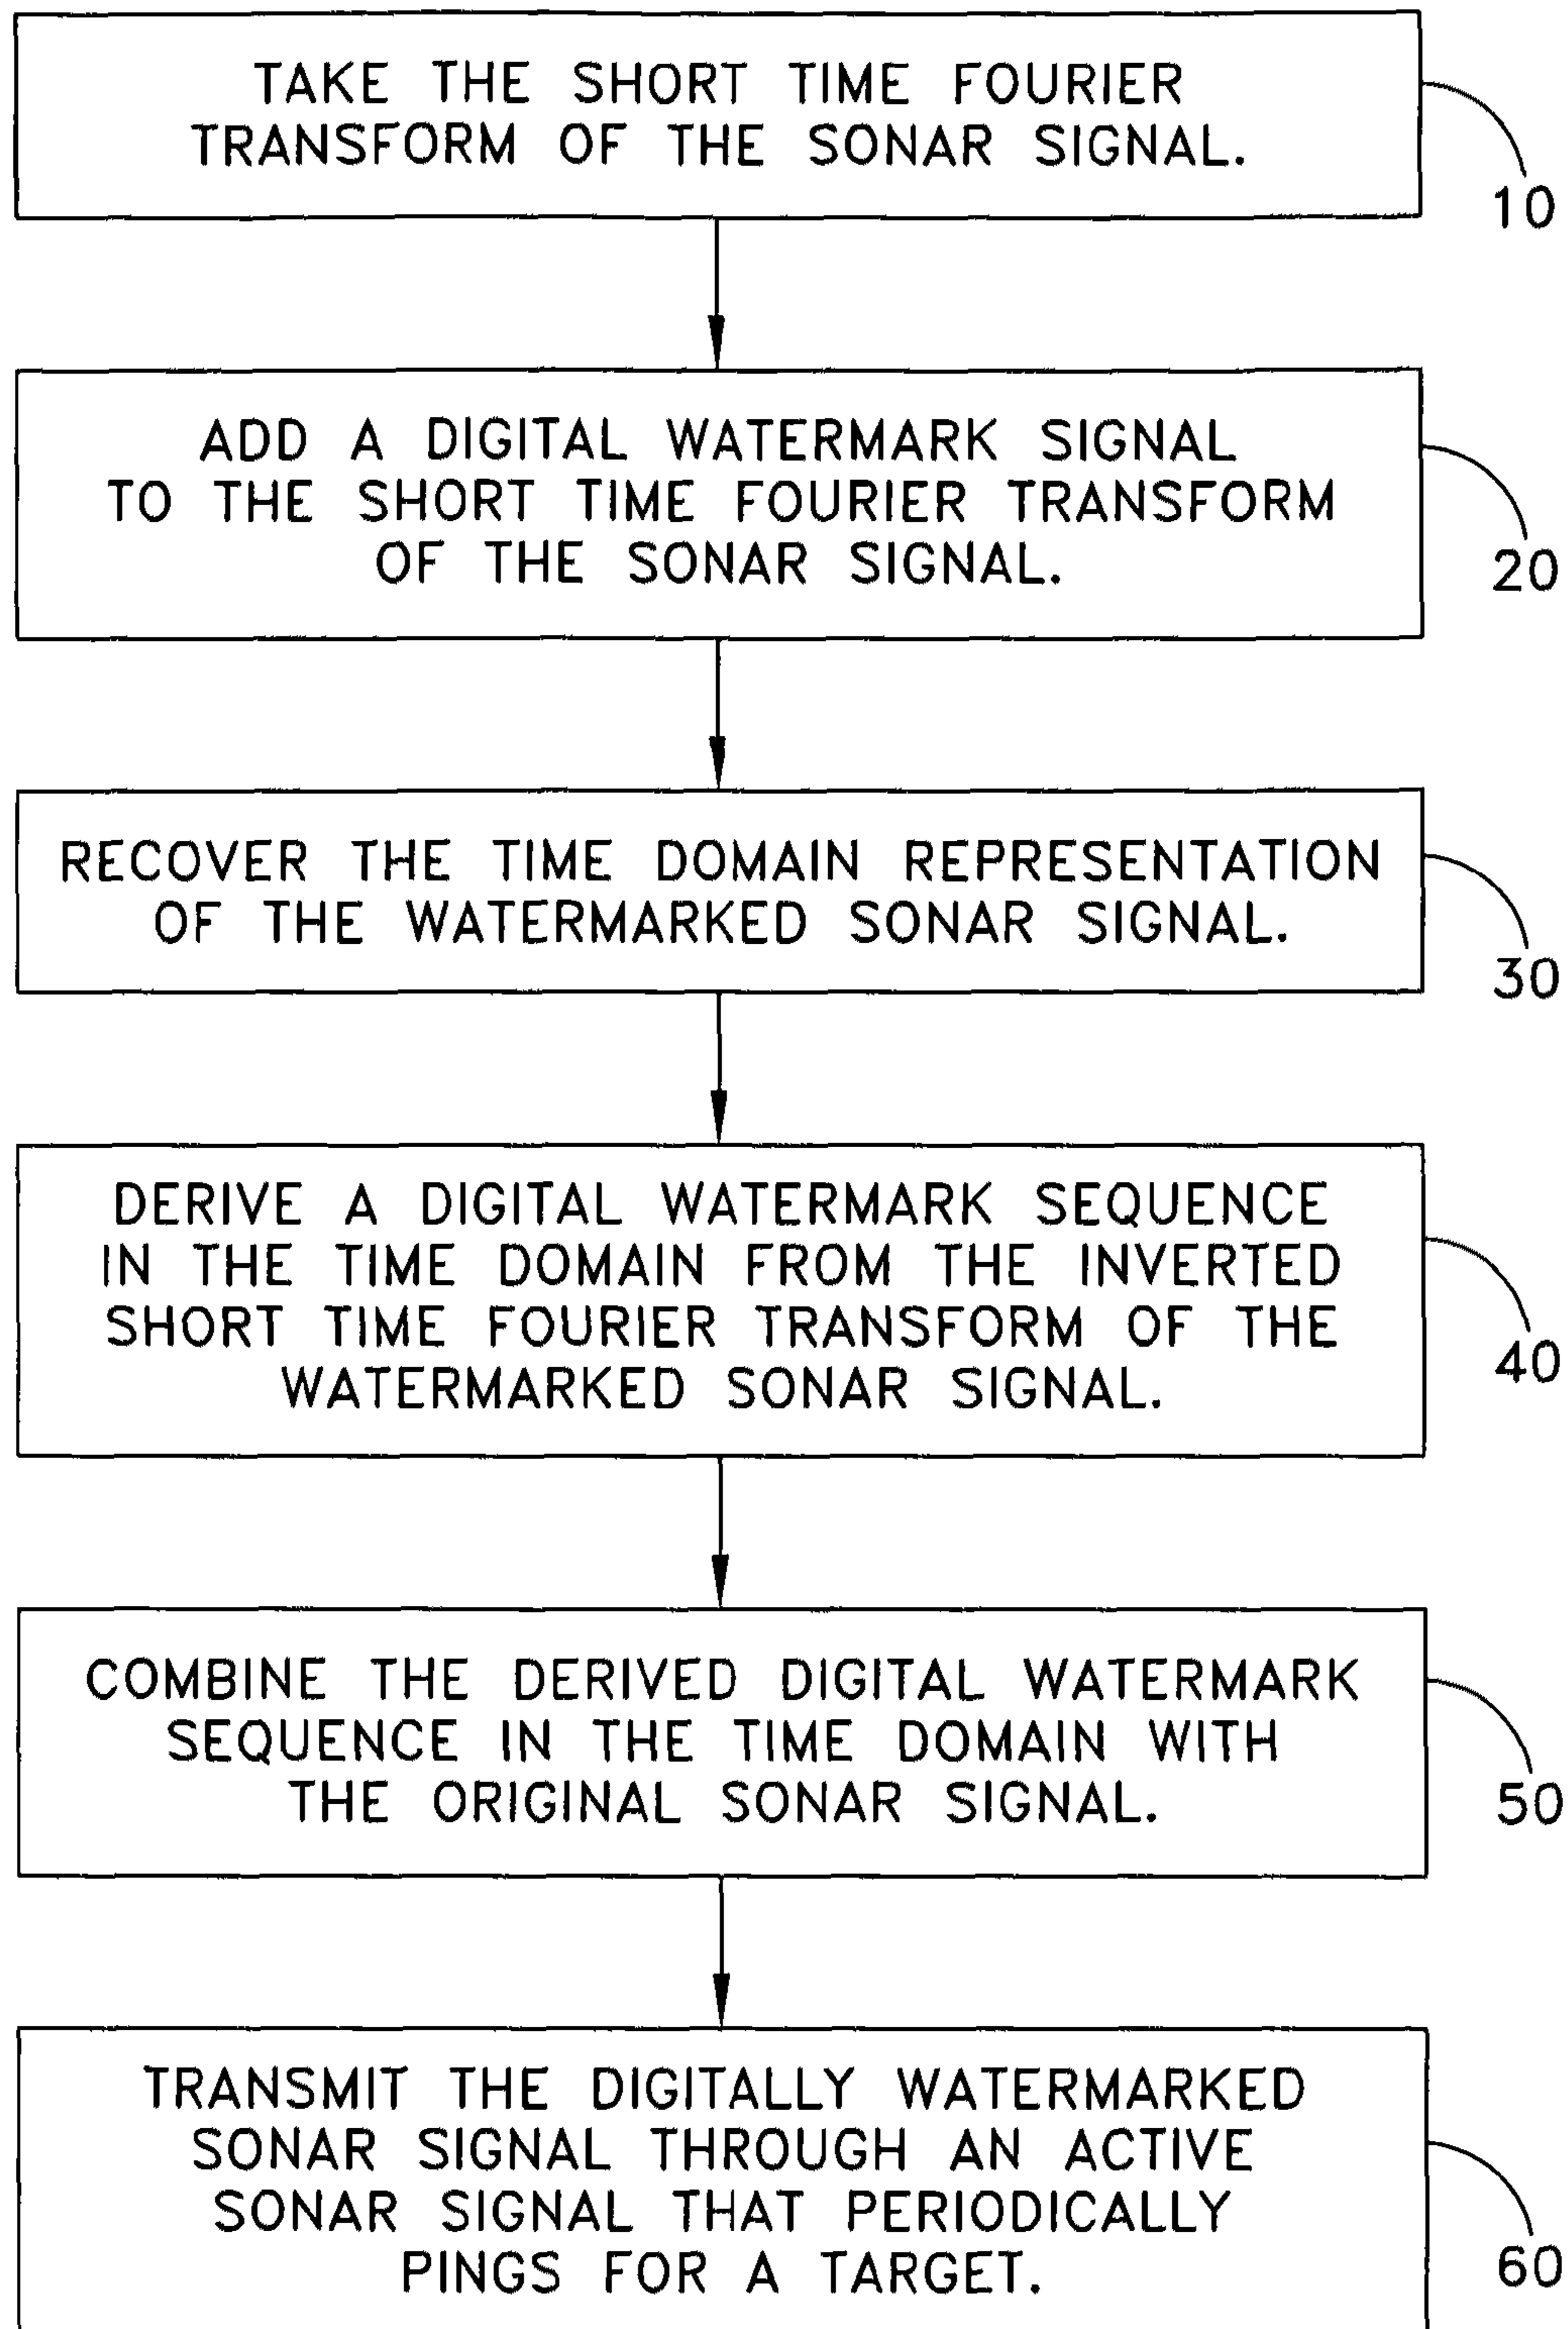 TAKE THE SHORT TIME FOURIER
TRANSFORM OF THE SONAR SIGNAL.
10
ADD A DIGITAL WATERMARK SIGNAL
TO THE SHORT TIME FOURIER TRANSFORM
OF THE SONAR SIGNAL.
20
RECOVER THE TIME DOMAIN REPRESENTATION
OF THE WATERMARKED SONAR SIGNAL.
30
DERIVE A DIGITAL WATERMARK SEQUENCE
IN THE TIME DOMAIN FROM THE INVERTED
SHORT TIME FOURIER TRANSFORM OF THE
WATERMARKED SONAR SIGNAL.
40
COMBINE THE DERIVED DIGITAL WATERMARK
SEQUENCE IN THE TIME DOMAIN WITH
THE ORIGINAL SONAR SIGNAL.
50
TRANSMIT THE DIGITALLY WATERMARKED
SONAR SIGNAL THROUGH AN ACTIVE
SONAR SIGNAL THAT PERIODICALLY
PINGS FOR A TARGET.
60